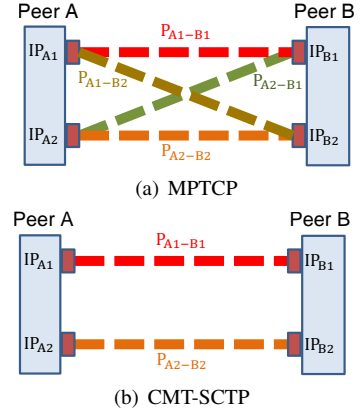 Peer A Peer B
P_A1−B1
IP_A1 IP_B1
P_A1−B2 P_A2−B1
IP_A2 IP_B2
P_A2−B2
(a) MPTCP
Peer A Peer B
P_A1−B1
IP_A1 IP_B1
IP_A2 IP_B2
P_A2−B2
(b) CMT-SCTP